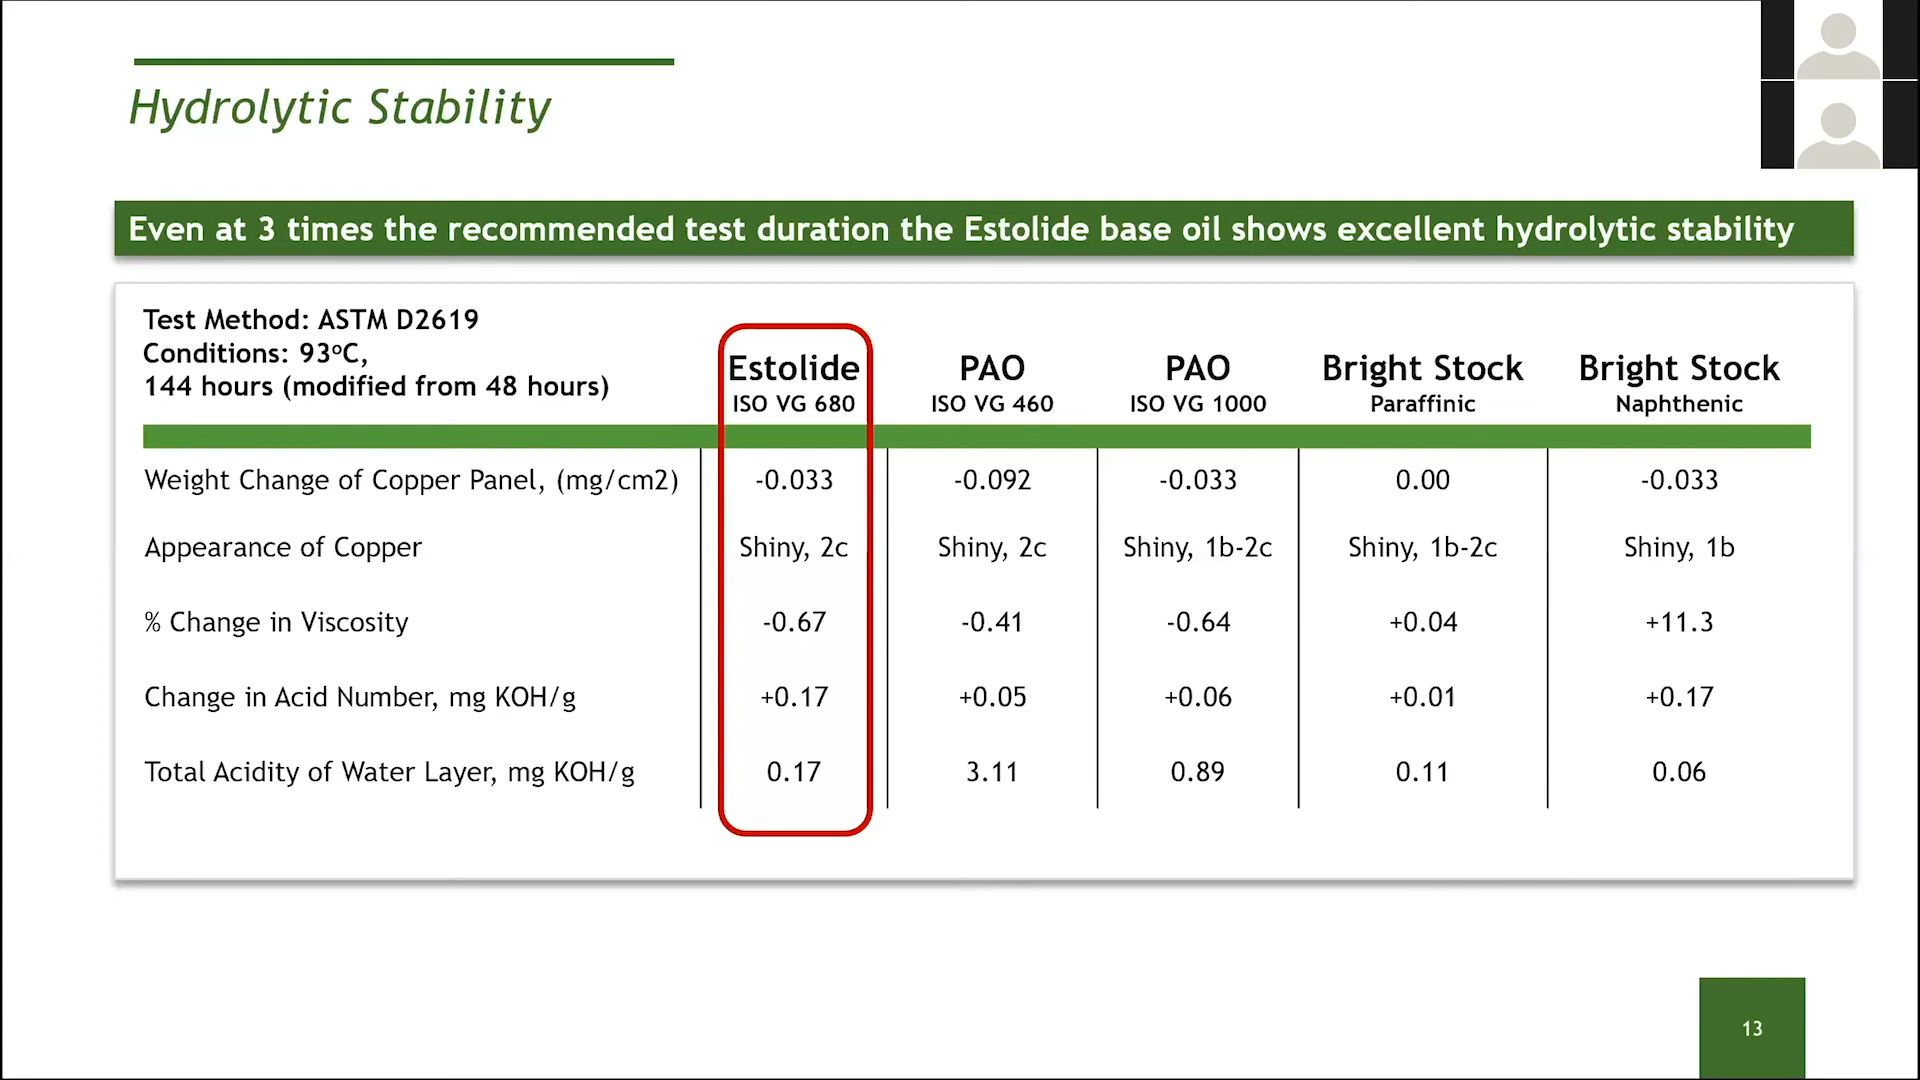 Hydrolytic Stability
Even at 3 times the recommended test duration the Estolide base oil shows excellent hydrolytic stability
Test Method: ASTM D2619
Conditions: 93ºC,
144 hours (modified from 48 hours)
Estolide PAO PAO Bright Stock Bright Stock
ISO VG 680 ISO VG 460 ISO VG 1000 Paraffinic Naphthenic
Weight Change of Copper Panel, (mg/cm2) -0.033 -0.092 -0.033 0.00 -0.033
Appearance of Copper Shiny, 2c Shiny, 2c Shiny, 1b-2c Shiny, 1b-2c Shiny, 1b
% Change in Viscosity -0.67 -0.41 -0.64 +0.04 +11.3
Change in Acid Number, mg KOH/g +0.17 +0.05 +0.06 +0.01 +0.17
Total Acidity of Water Layer, mg KOH/g 0.17 3.11 0.89 0.11 0.06
13